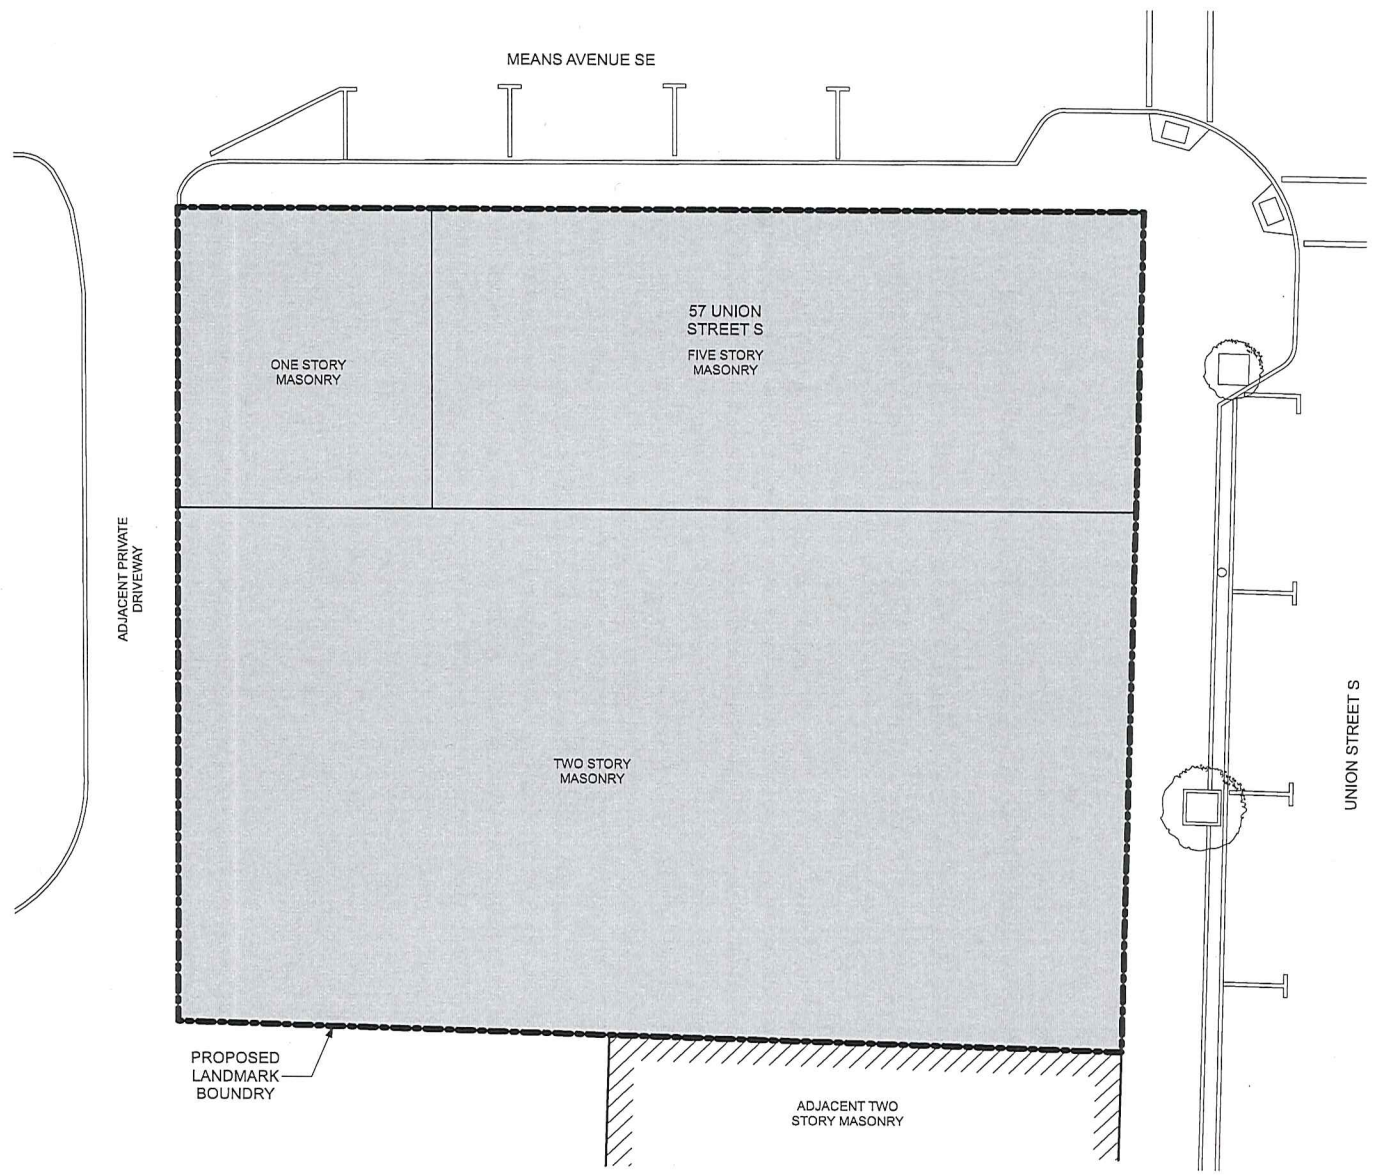 MEANS AVENUE SE
57 UNION
STREET S
FIVE STORY
MASONRY
ONE STORY
MASONRY
ADJACENT PRIVATE
DRIVEWAY
TWO STORY
MASONRY
UNION STREET S
PROPOSED
LANDMARK
BOUNDRY
ADJACENT TWO
STORY MASONRY